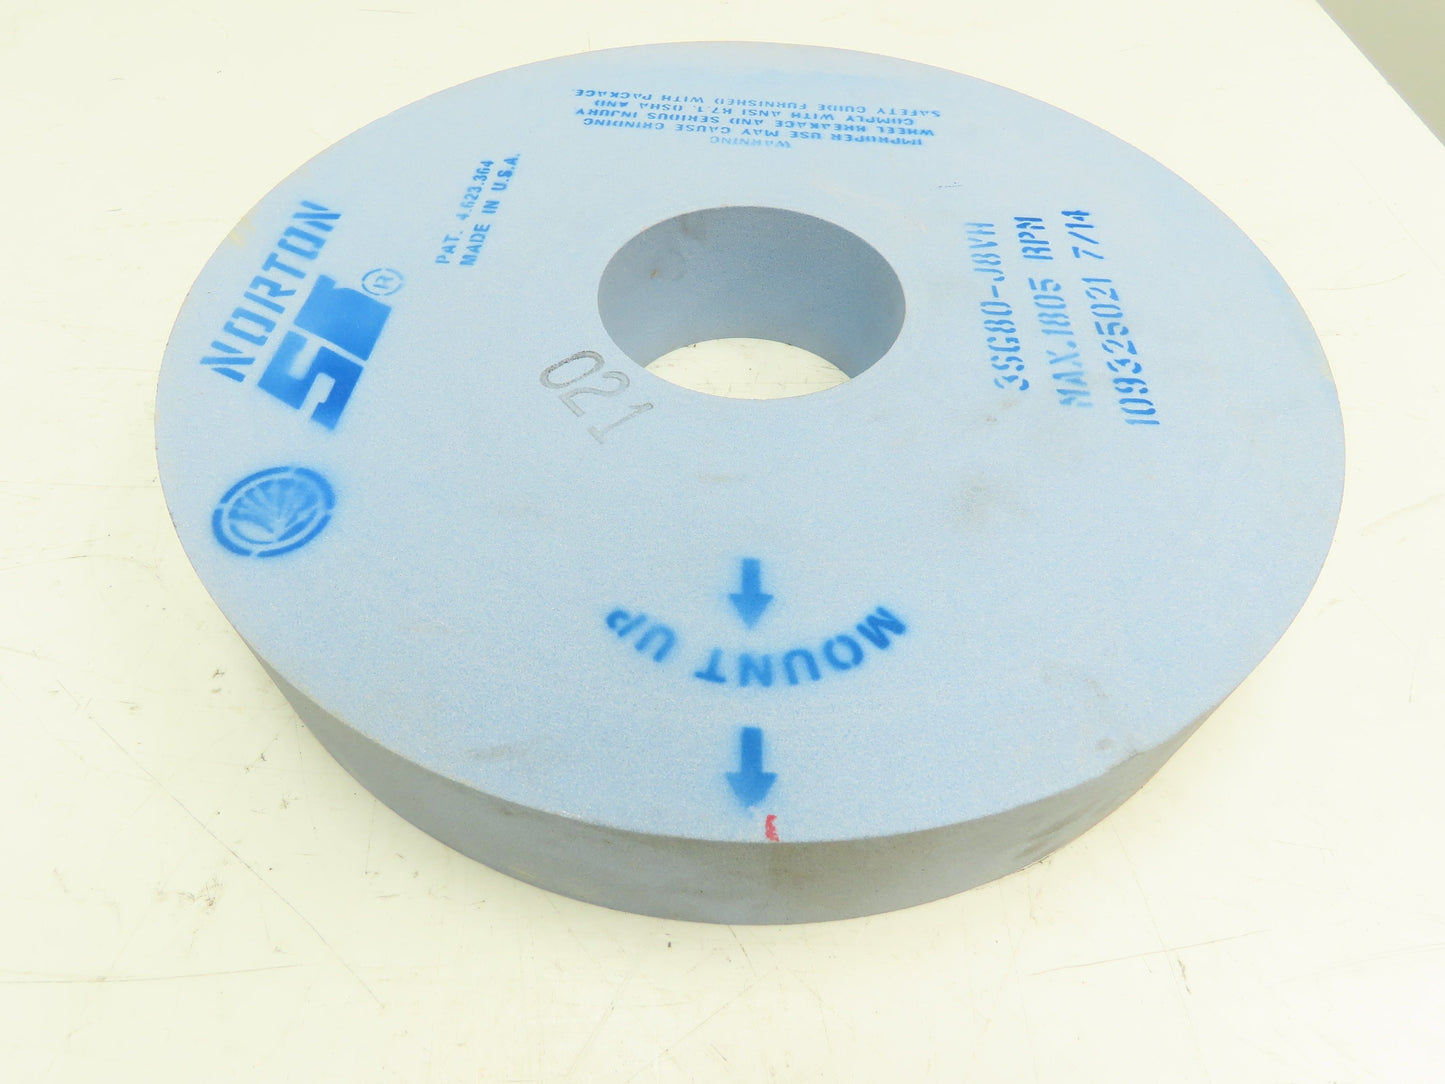 NORTON
SG®
PAT. 4,623,364
MADE IN U.S.A.
WARNING
IMPROPER USE MAY CAUSE GRINDING
WHEEL BREAKAGE AND SERIOUS INJURY
COMPLY WITH ANSI B7.1, OSHA AND
SAFETY GUIDE FURNISHED WITH PACKAGE.
3SG80-J8VH
MAX.1805 RPM
109325021 7/14
021
MOUNT UP